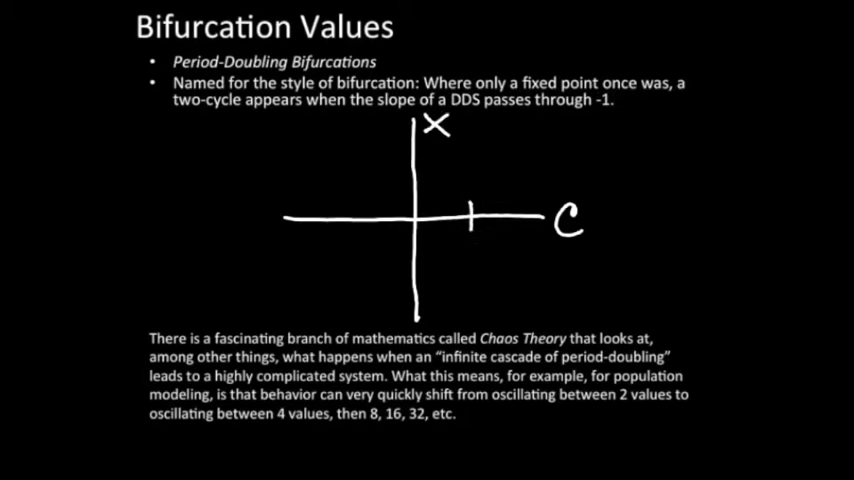 Bifurcation Values
• Period-Doubling Bifurcations
• Named for the style of bifurcation: Where only a fixed point once was, a
two-cycle appears when the slope of a DDS passes through -1.
X
C
There is a fascinating branch of mathematics called Chaos Theory that looks at,
among other things, what happens when an “infinite cascade of period-doubling”
leads to a highly complicated system. What this means, for example, for population
modeling, is that behavior can very quickly shift from oscillating between 2 values to
oscillating between 4 values, then 8, 16, 32, etc.